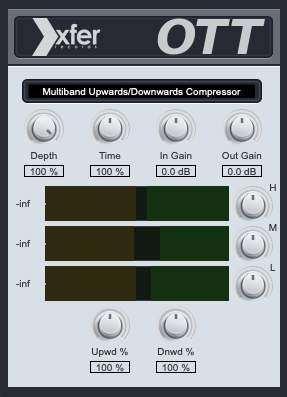 xfer records OTT
Multiband Upwards/Downwards Compressor
Depth Time In Gain Out Gain
100 % 100 % 0.0 dB 0.0 dB
H
-inf
M
-inf
L
-inf
Upwd % Dnwd %
100 % 100 %